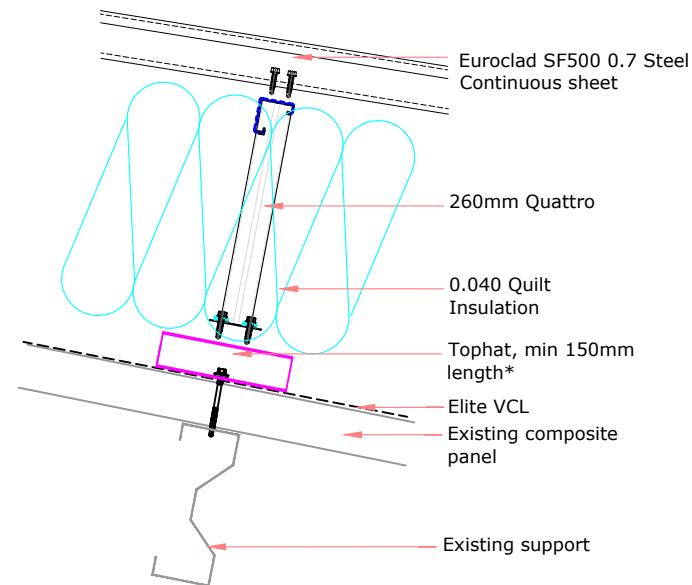 Euroclad SF500 0.7 Steel
Continuous sheet
260mm Quattro
0.040 Quilt
Insulation
Tophat, min 150mm
length*
Elite VCL
Existing composite
panel
Existing support